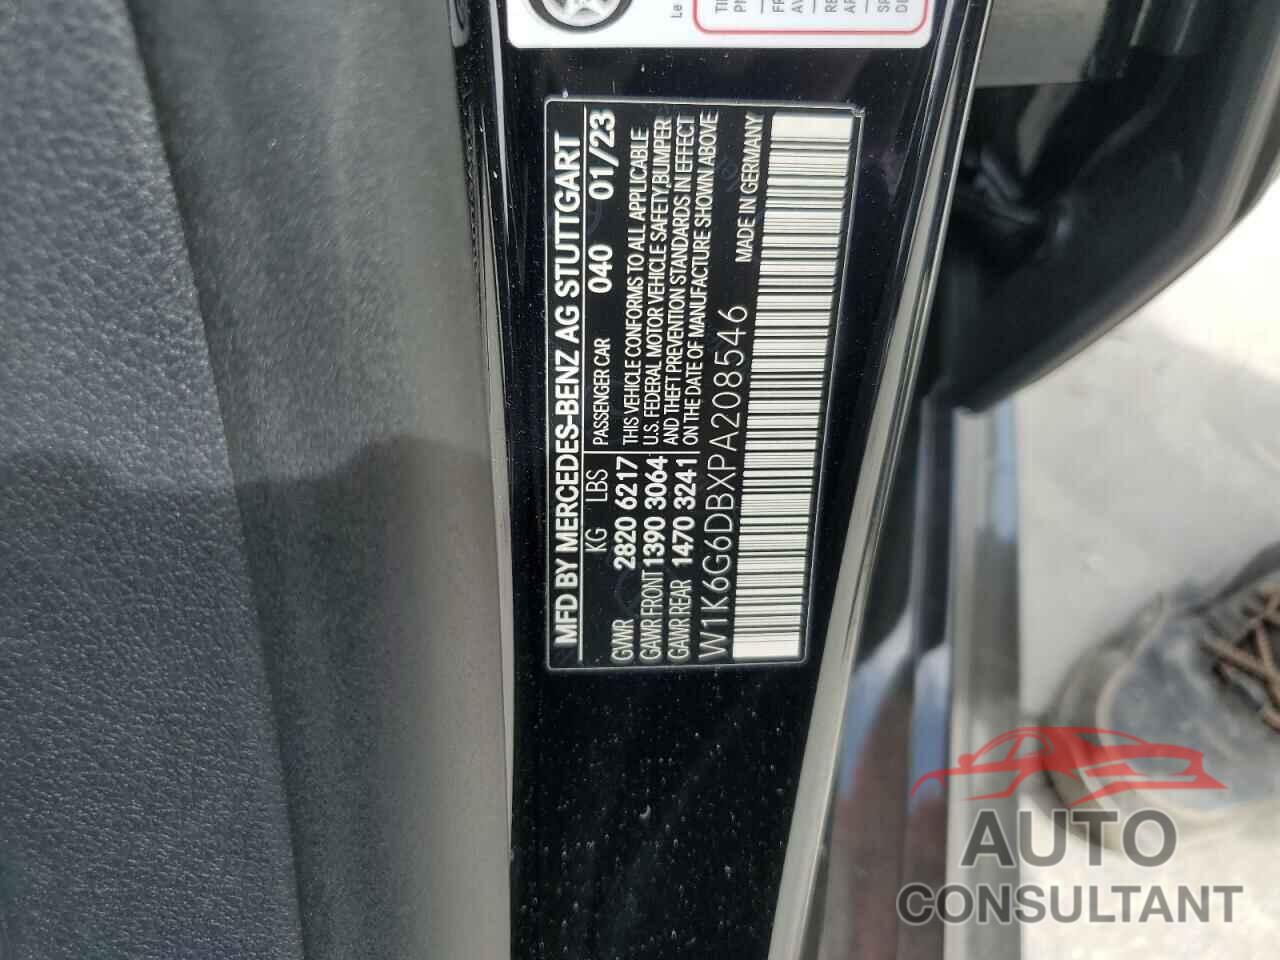 MFD BY MERCEDES-BENZ AG STUTTGART
KG LBS PASSENGER CAR 040 01/23
GVWR 2820 6217 THIS VEHICLE CONFORMS TO ALL APPLICABLE
GAWR FRONT 1390 3064 U.S. FEDERAL MOTOR VEHICLE SAFETY,BUMPER
GAWR REAR 1470 3241 AND THEFT PREVENTION STANDARDS IN EFFECT
ON THE DATE OF MANUFACTURE SHOWN ABOVE
W1K6G6DBXPA208546 MADE IN GERMANY
Le
AUTO
CONSULTANT